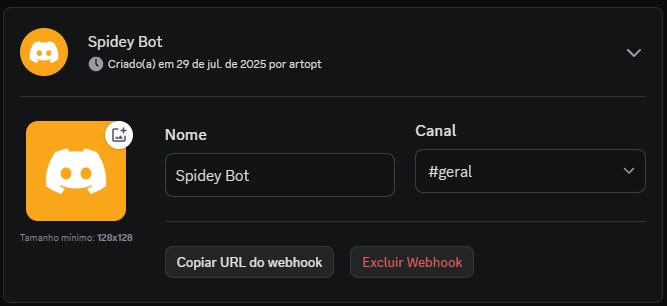 Spidey Bot
Criado(a) em 29 de jul. de 2025 por artopt
Nome
Canal
Spidey Bot
#geral
Tamanho mínimo: 128x128
Copiar URL do webhook
Excluir Webhook